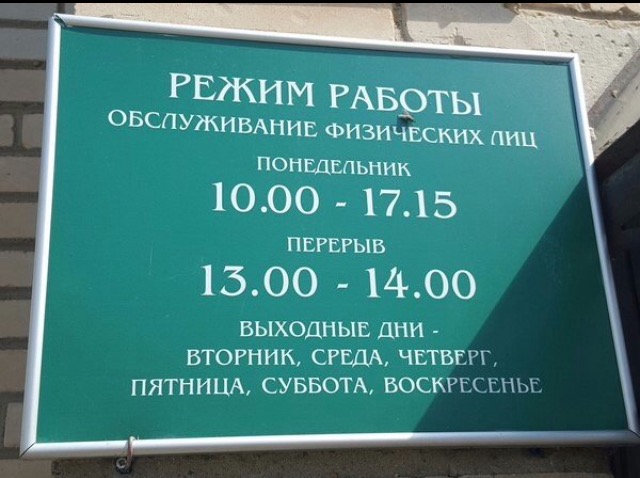 РЕЖИМ РАБОТЫ
ОБСЛУЖИВАНИЕ ФИЗИЧЕСКИХ ЛИЦ
ПОНЕДЕЛЬНИК
10.00 - 17.15
ПЕРЕРЫВ
13.00 - 14.00
ВЫХОДНЫЕ ДНИ -
ВТОРНИК, СРЕДА, ЧЕТВЕРГ,
ПЯТНИЦА, СУББОТА, ВОСКРЕСЕНЬЕ